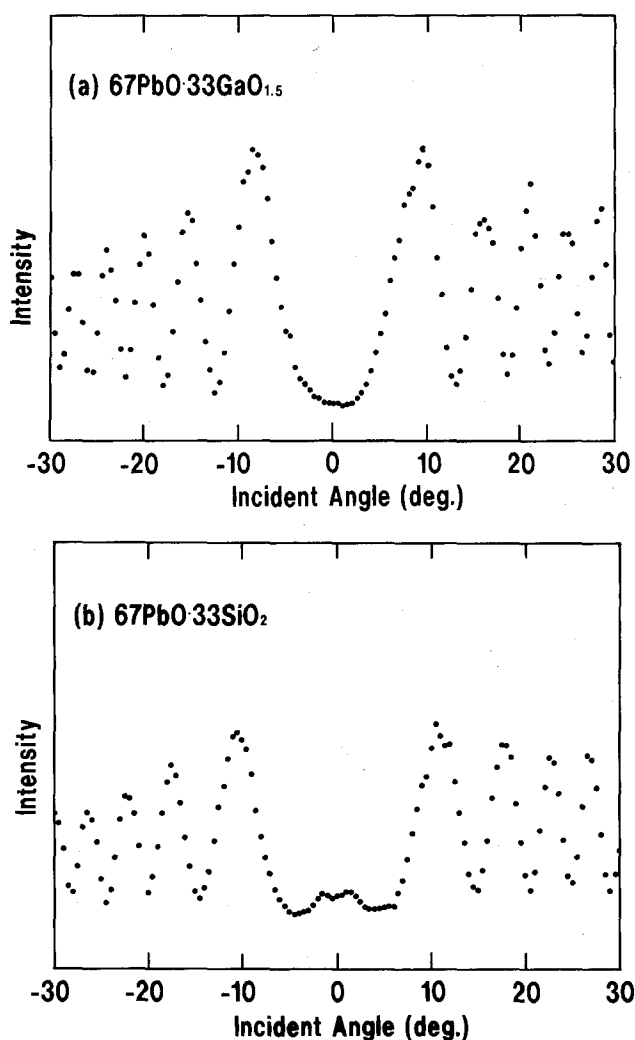 (a) 67PbO·33GaO1.5
Intensity
-30 -20 -10 0 10 20 30
Incident Angle (deg.)
(b) 67PbO·33SiO2
Intensity
-30 -20 -10 0 10 20 30
Incident Angle (deg.)